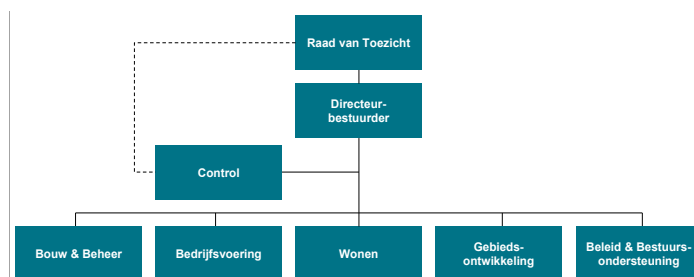 Raad van Toezicht
Directeur-
bestuurder
Control
Bouw & Beheer
Bedrijfsvoering
Wonen
Gebieds-
ontwikkeling
Beleid & Bestuurs-
ondersteuning